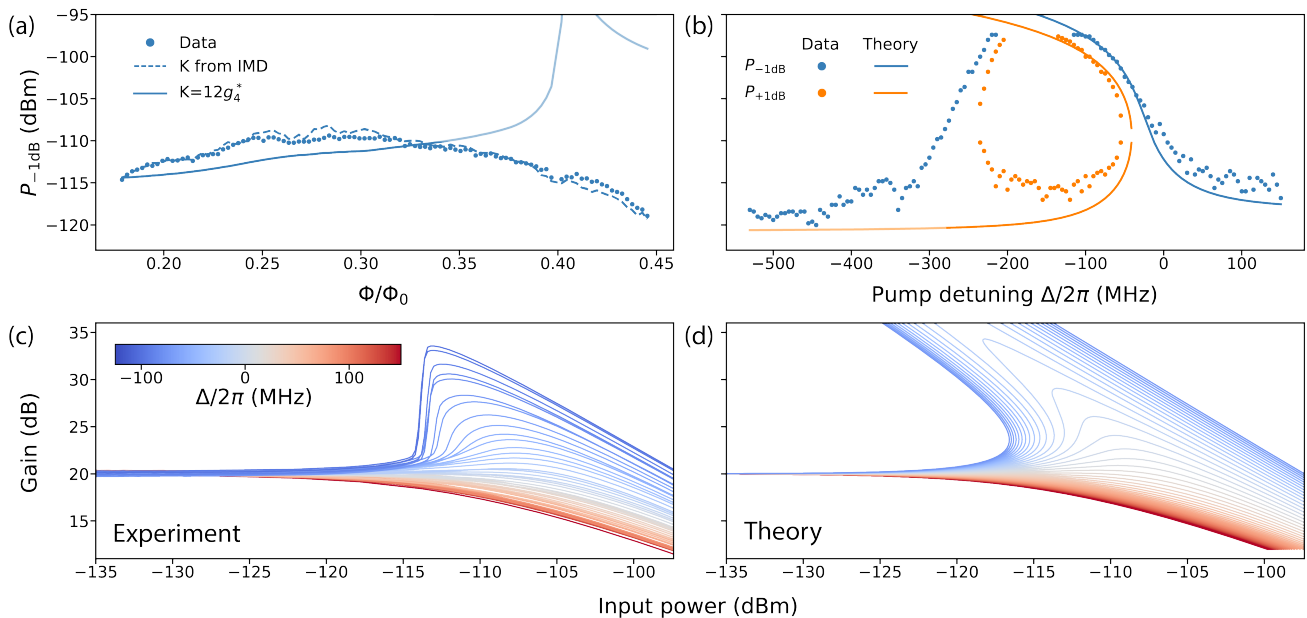 (a)
−95
−100
−105
−110
−115
−120
P−1dB (dBm)
Data
K from IMD
K=12g4*
0.20
0.25
0.30
0.35
0.40
0.45
Φ/Φ0
(b)
Data Theory
P−1dB
P+1dB
−500
−400
−300
−200
−100
0
100
Pump detuning Δ/2π (MHz)
(c)
35
30
25
20
15
Gain (dB)
−100
0
100
Δ/2π (MHz)
Experiment
−135
−130
−125
−120
−115
−110
−105
−100
(d)
Theory
−135
−130
−125
−120
−115
−110
−105
−100
Input power (dBm)